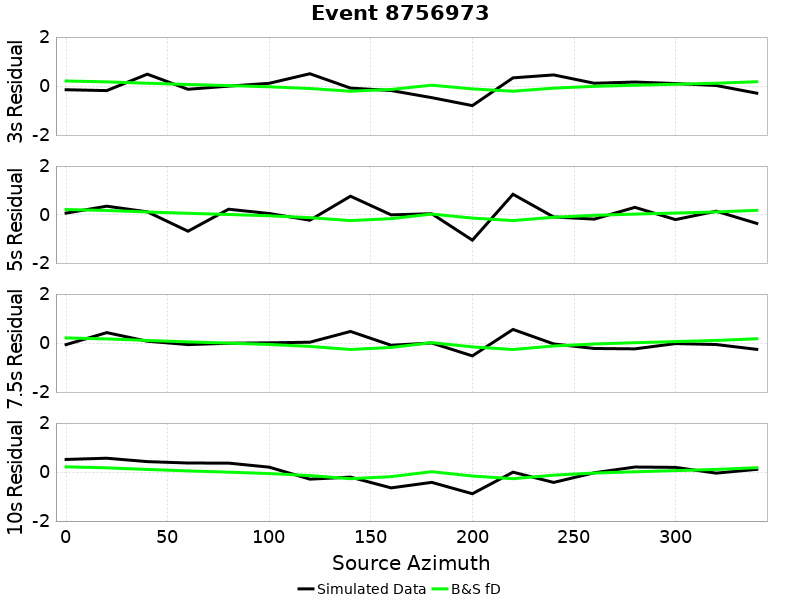 Event 8756973
3s Residual
2
0
-2
5s Residual
2
0
-2
7.5s Residual
2
0
-2
10s Residual
2
0
-2
0 50 100 150 200 250 300
Source Azimuth
Simulated Data B&S fD